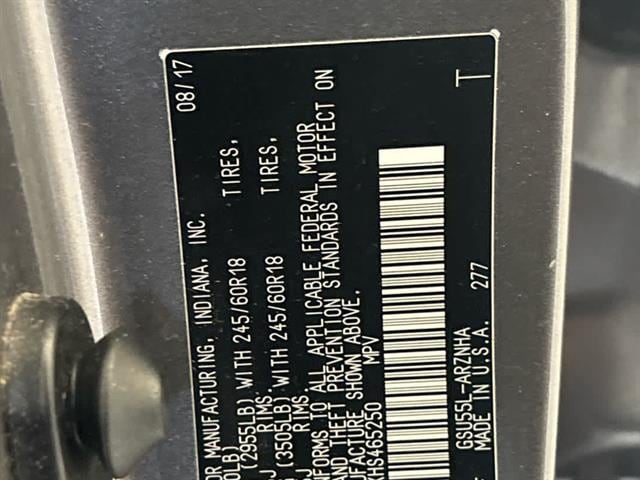 08/17
OR MANUFACTURING, INDIANA, INC.
0LB)
(2955LB) WITH 245/60R18 TIRES,
J RIMS
(3505LB) WITH 245/60R18 TIRES,
J RIMS
NFORMS TO ALL APPLICABLE FEDERAL MOTOR
AND THEFT PREVENTION STANDARDS IN EFFECT ON
UFACTURE SHOWN ABOVE.
HS465250 MPV
T
GSU55L-ARZNHA
MADE IN U.S.A. 277